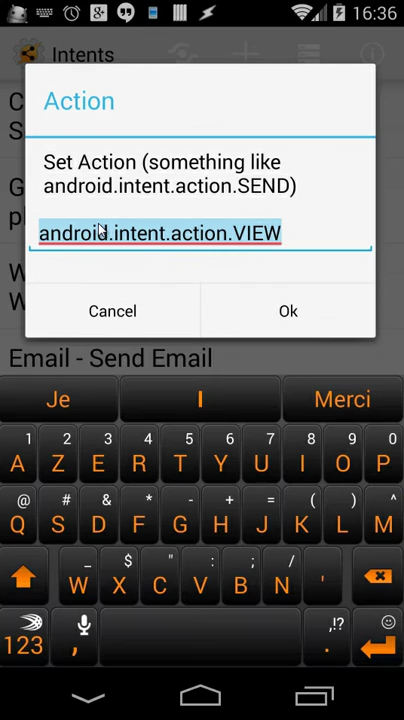 16:36
Intents
C
S
Action
Set Action (something like
android.intent.action.SEND)
G
pl
android.intent.action.VIEW
W
W
Cancel Ok
Email - Send Email
Je I Merci
1 2 3 4 5 6 7 8 9 0
A Z E R T Y U I O P
@ # & * - + = ( ) ^
Q S D F G H J K L M
_ $ " : ; /
W X C V B N '
,!?
123 , .